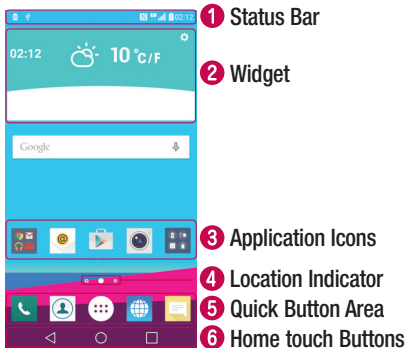 02:12
1 Status Bar
02:12
10 °C/F
2 Widget
Google
@
3 Application Icons
4 Location Indicator
5 Quick Button Area
6 Home touch Buttons